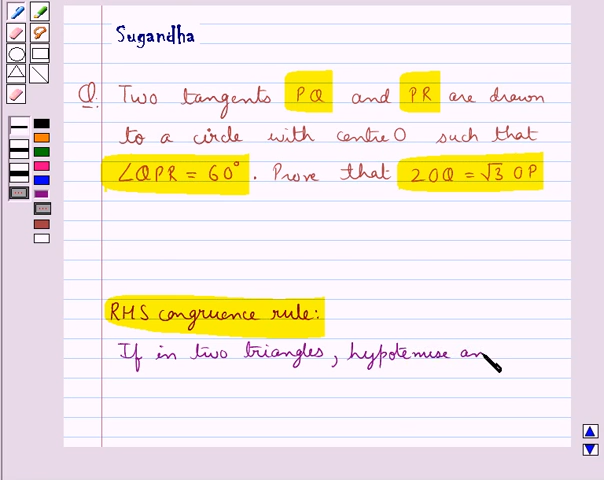 Sugandha
Q. Two tangents PQ and PR are drawn
to a circle with centre O such that
∠QPR = 60°. Prove that 2OQ = √3 OP
RHS congruence rule:
If in two triangles, hypotenuse an